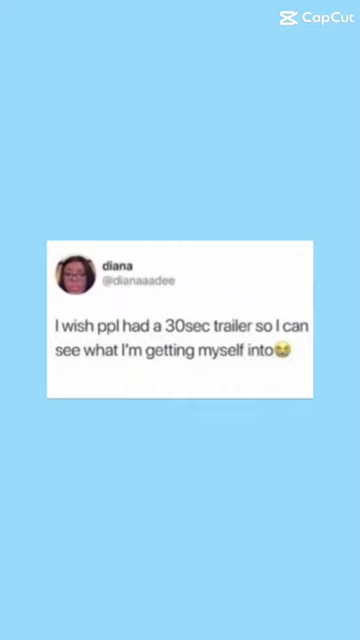 CapCut
diana
@dianaaadee
I wish ppl had a 30sec trailer so I can
see what I'm getting myself into😭